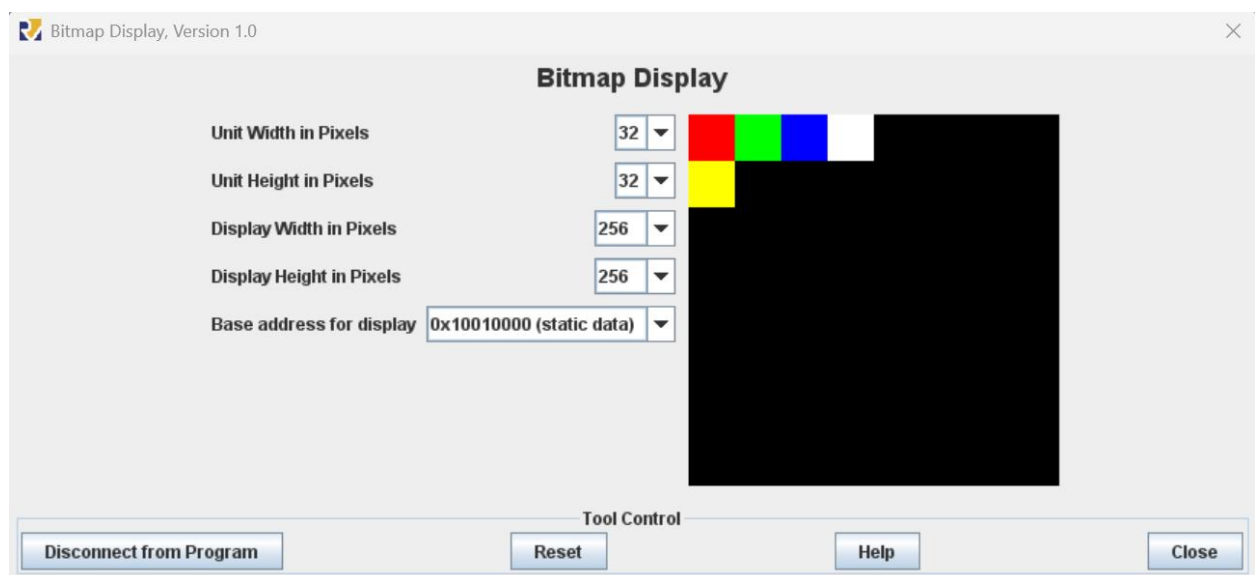 Bitmap Display, Version 1.0
Bitmap Display
Unit Width in Pixels 32
Unit Height in Pixels 32
Display Width in Pixels 256
Display Height in Pixels 256
Base address for display 0x10010000 (static data)
Tool Control
Disconnect from Program Reset Help Close